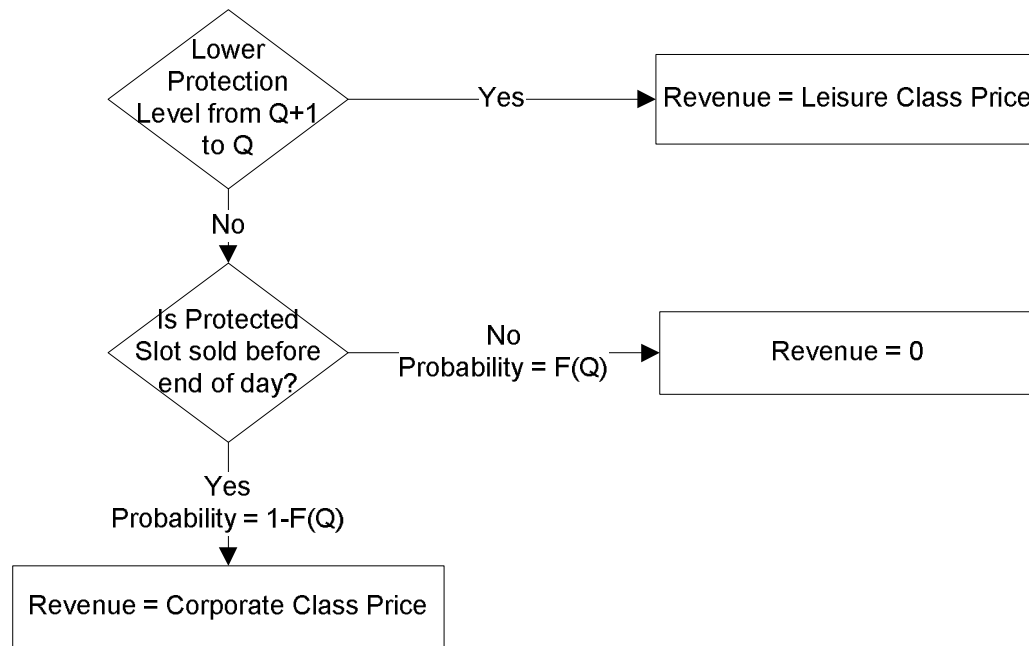 Lower
Protection
Level from Q+1
to Q
Yes
Revenue = Leisure Class Price
No
Is Protected
Slot sold before
end of day?
No
Probability = F(Q)
Revenue = 0
Yes
Probability = 1-F(Q)
Revenue = Corporate Class Price